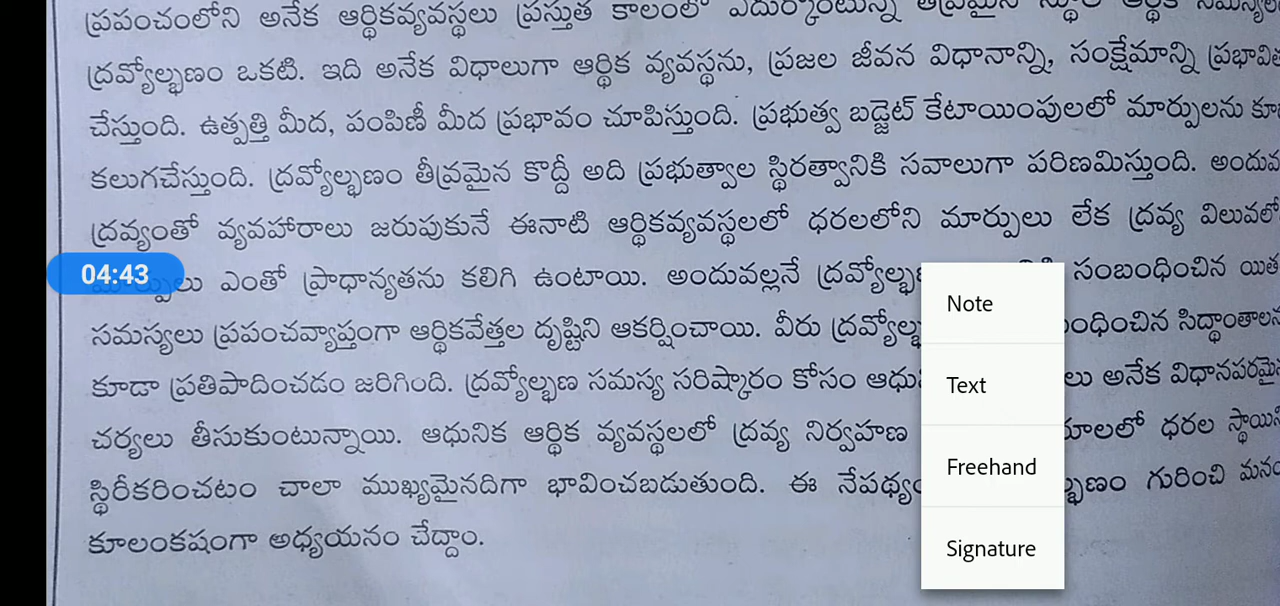 ప్రపంచంలోని అనేక ఆర్థికవ్యవస్థలు ప్రస్తుత కాలంలో ఎదుర్కొంటున్న తీవ్రమైన స్థూల ఆర్థిక
ద్రవ్యోల్బణం ఒకటి. ఇది అనేక విధాలుగా ఆర్థిక వ్యవస్థను, ప్రజల జీవన విధానాన్ని, సంక్షేమాన్ని
చేస్తుంది. ఉత్పత్తి మీద, పంపిణీ మీద ప్రభావం చూపిస్తుంది. ప్రభుత్వ బడ్జెట్ కేటాయింపులలో మార్పులను
కలుగచేస్తుంది. ద్రవ్యోల్బణం తీవ్రమైన కొద్దీ అది ప్రభుత్వాల స్థిరత్వానికి సవాలుగా పరిణమిస్తుంది.
ద్రవ్యంతో వ్యవహారాలు జరుపుకునే ఈనాటి ఆర్థికవ్యవస్థలలో ధరలలోని మార్పులు లేక ద్రవ్య విలువలో
04:43
ఎంతో ప్రాధాన్యతను కలిగి ఉంటాయి. అందువల్లనే సంబంధించిన
Note
సమస్యలు ప్రపంచవ్యాప్తంగా ఆర్థికవేత్తల దృష్టిని ఆకర్షించాయి. వీరు
కూడా ప్రతిపాదించడం జరిగింది. ద్రవ్యోల్బణ సమస్య సరిష్కారం కోసం అనేక
Text
చర్యలు తీసుకుంటున్నాయి. ఆధునిక ఆర్థిక వ్యవస్థలలో ద్రవ్య నిర్వహణ ధరల
Freehand
స్థిరీకరించటం చాలా ముఖ్యమైనదిగా భావించబడుతుంది. ఈ గురించి
కూలంకషంగా అధ్యయనం చేద్దాం.
Signature